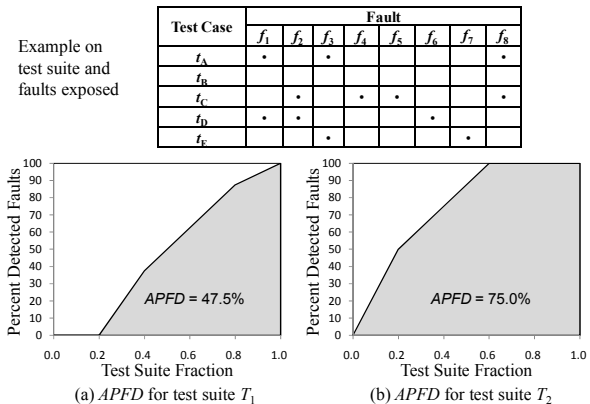 Example on
test suite and
faults exposed
Test Case Fault
f1 f2 f3 f4 f5 f6 f7 f8
tA • • •
tB
tC • • • •
tD • • •
tE • •
Percent Detected Faults
100
90
80
70
60
50
40
30
20
10
0
APFD = 47.5%
0.0 0.2 0.4 0.6 0.8 1.0
Test Suite Fraction
(a) APFD for test suite T1
Percent Detected Faults
100
90
80
70
60
50
40
30
20
10
0
APFD = 75.0%
0.0 0.2 0.4 0.6 0.8 1.0
Test Suite Fraction
(b) APFD for test suite T2